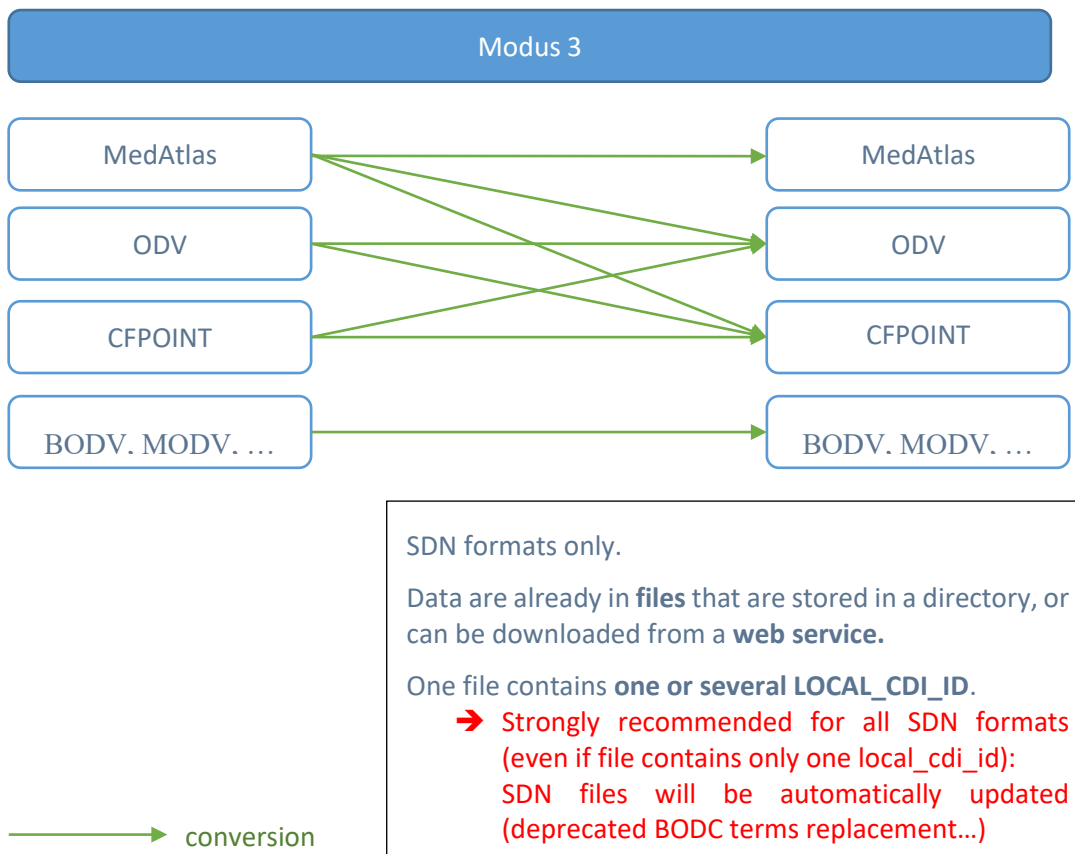 Modus 3
MedAtlas
MedAtlas
ODV
ODV
CFPOINT
CFPOINT
BODV, MODV, …
BODV, MODV, …
SDN formats only.
Data are already in files that are stored in a directory, or
can be downloaded from a web service.
One file contains one or several LOCAL_CDI_ID.
➔ Strongly recommended for all SDN formats
(even if file contains only one local_cdi_id):
SDN files will be automatically updated
(deprecated BODC terms replacement…)
conversion